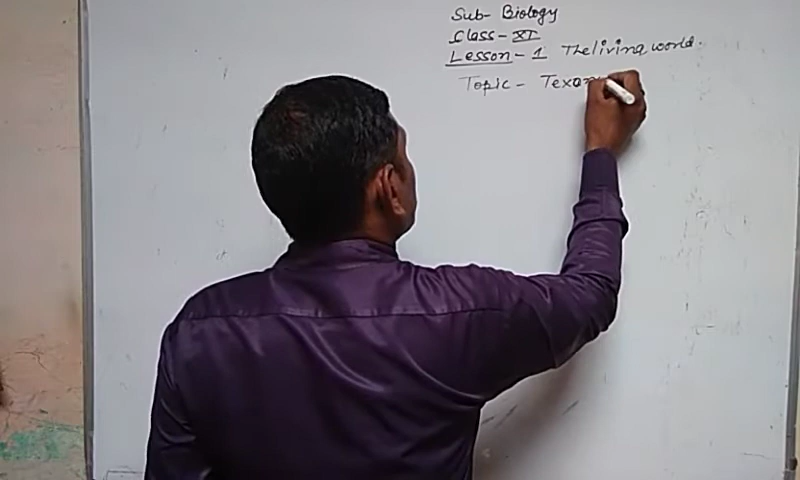 Sub- Biology
Class- XI
Lesson - 1 The living world.
Topic -